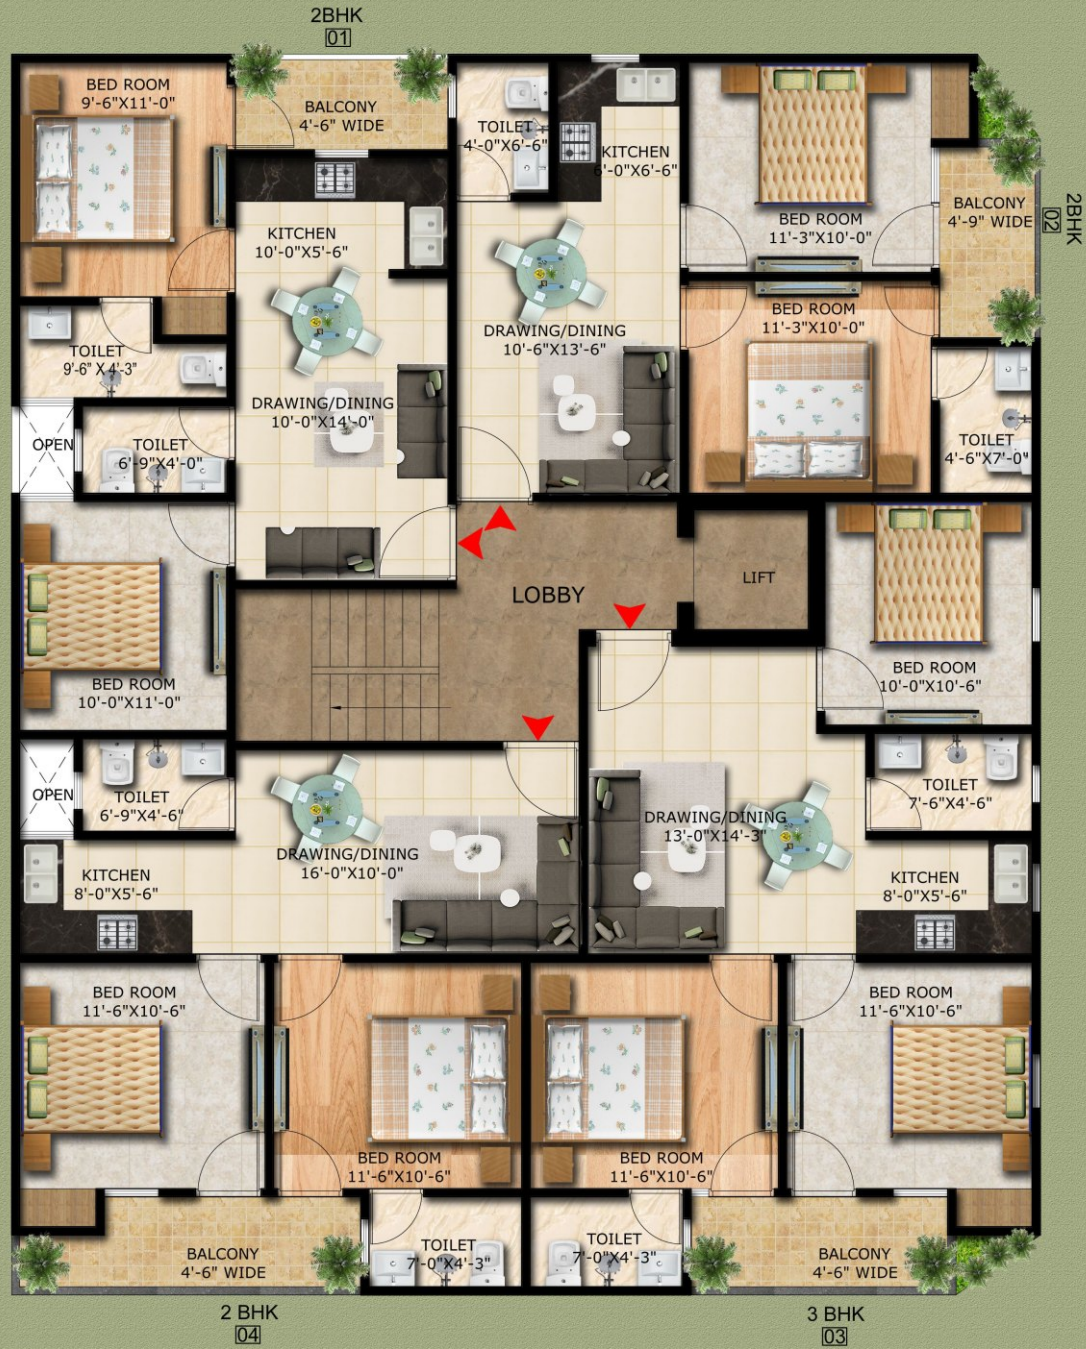 2BHK
01
BED ROOM
9'-6"X11'-0"
BALCONY
4'-6" WIDE
TOILET
4'-0"X6'-6"
KITCHEN
6'-0"X6'-6"
BED ROOM
11'-3"X10'-0"
BALCONY
4'-9" WIDE
2BHK
02
KITCHEN
10'-0"X5'-6"
DRAWING/DINING
10'-6"X13'-6"
BED ROOM
11'-3"X10'-0"
TOILET
9'-6" X 4'-3"
DRAWING/DINING
10'-0"X14'-0"
OPEN
TOILET
6'-9"X4'-0"
TOILET
4'-6"X7'-0"
LOBBY
LIFT
BED ROOM
10'-0"X11'-0"
BED ROOM
10'-0"X10'-6"
OPEN
TOILET
6'-9"X4'-6"
TOILET
7'-6"X4'-6"
DRAWING/DINING
13'-0"X14'-3"
DRAWING/DINING
16'-0"X10'-0"
KITCHEN
8'-0"X5'-6"
KITCHEN
8'-0"X5'-6"
BED ROOM
11'-6"X10'-6"
BED ROOM
11'-6"X10'-6"
BED ROOM
11'-6"X10'-6"
BED ROOM
11'-6"X10'-6"
BALCONY
4'-6" WIDE
TOILET
7'-0"X4'-3"
TOILET
7'-0"X4'-3"
BALCONY
4'-6" WIDE
2 BHK
04
3 BHK
03